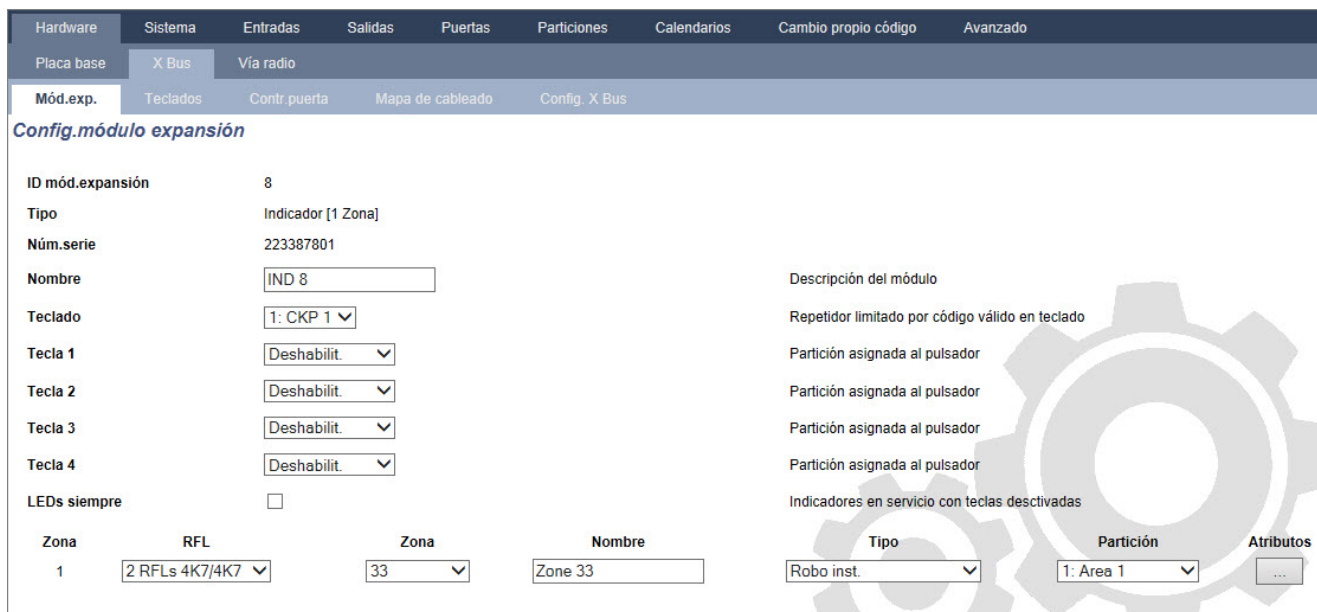 Hardware Sistema Entradas Salidas Puertas Particiones Calendarios Cambio propio código Avanzado
Placa base X Bus Vía radio
Mód.exp. Teclados Contr.puerta Mapa de cableado Config. X Bus
Config.módulo expansión
ID mód.expansión 8
Tipo Indicador [1 Zona]
Núm.serie 223387801
Nombre IND 8 Descripción del módulo
Teclado 1: CKP 1 Repetidor limitado por código válido en teclado
Tecla 1 Deshabilit. Partición asignada al pulsador
Tecla 2 Deshabilit. Partición asignada al pulsador
Tecla 3 Deshabilit. Partición asignada al pulsador
Tecla 4 Deshabilit. Partición asignada al pulsador
LEDs siempre Indicadores en servicio con teclas desctivadas
Zona RFL Zona Nombre Tipo Partición Atributos
1 2 RFLs 4K7/4K7 33 Zone 33 Robo inst. 1: Area 1 ...